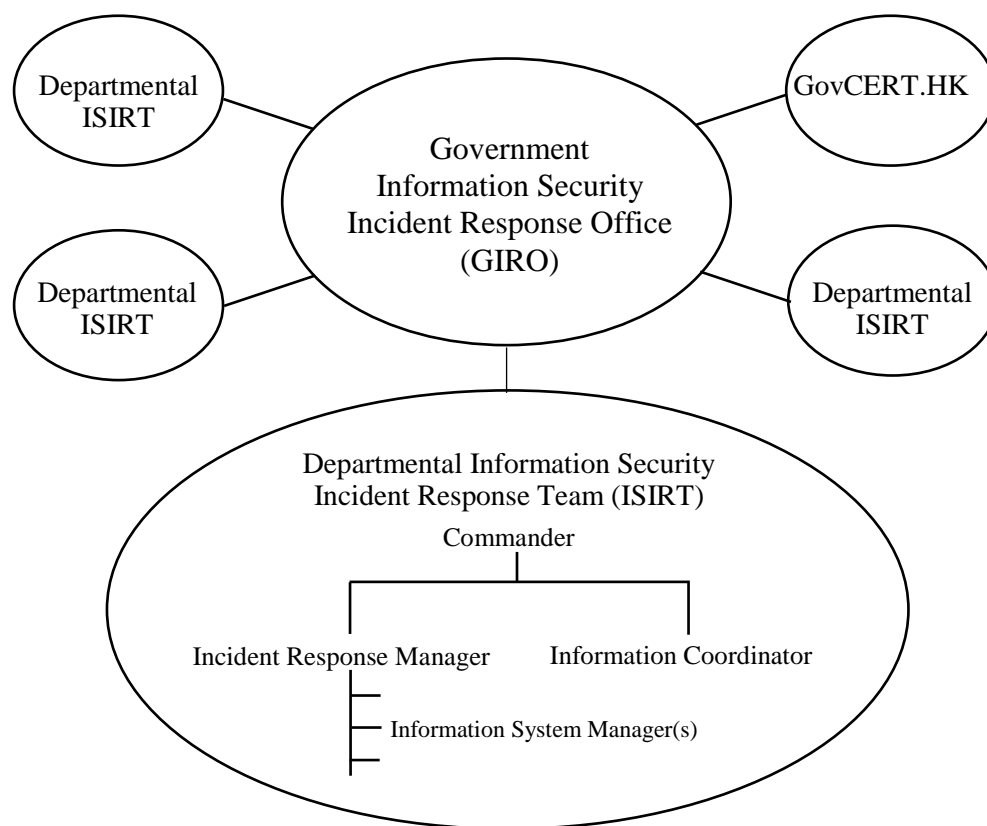 Departmental
ISIRT
GovCERT.HK
Government
Information Security
Incident Response Office
(GIRO)
Departmental
ISIRT
Departmental
ISIRT
Departmental Information Security
Incident Response Team (ISIRT)
Commander
Incident Response Manager
Information Coordinator
Information System Manager(s)